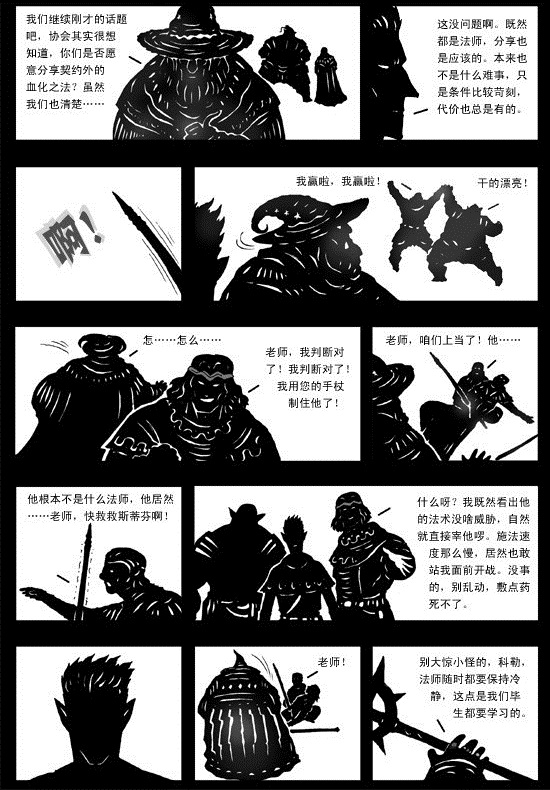 我们继续刚才的话题
吧，协会其实很想
知道，你们是否愿
意分享契约外的
血化之法？虽然
我们也清楚……
这没问题啊。既然
都是法师，分享也
是应该的。本来也
不是什么难事，只
是条件比较苛刻，
代价也总是有的。
我赢啦，我赢啦！
干的漂亮！
怎……怎么……
老师，我判断对
了！我判断对了！
我用您的手杖
制住他了！
老师，咱们上当了！他……
他根本不是什么法师，他居然
……老师，快救救斯蒂芬啊！
什么呀？我既然看出他
的法术没啥威胁，自然
就直接宰他啰。施法速
度那么慢，居然也敢
站我面前开战。没事
的，别乱动，敷点药
死不了。
老师！
别大惊小怪的，科勒，
法师随时都要保持冷
静，这点是我们毕
生都要学习的。